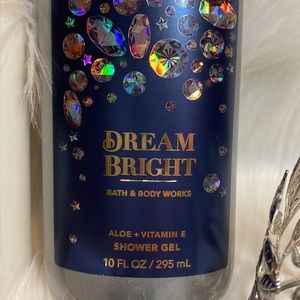 DREAM
BRIGHT
BATH & BODY WORKS
ALOE + VITAMIN E
SHOWER GEL
10 FL OZ / 295 mL